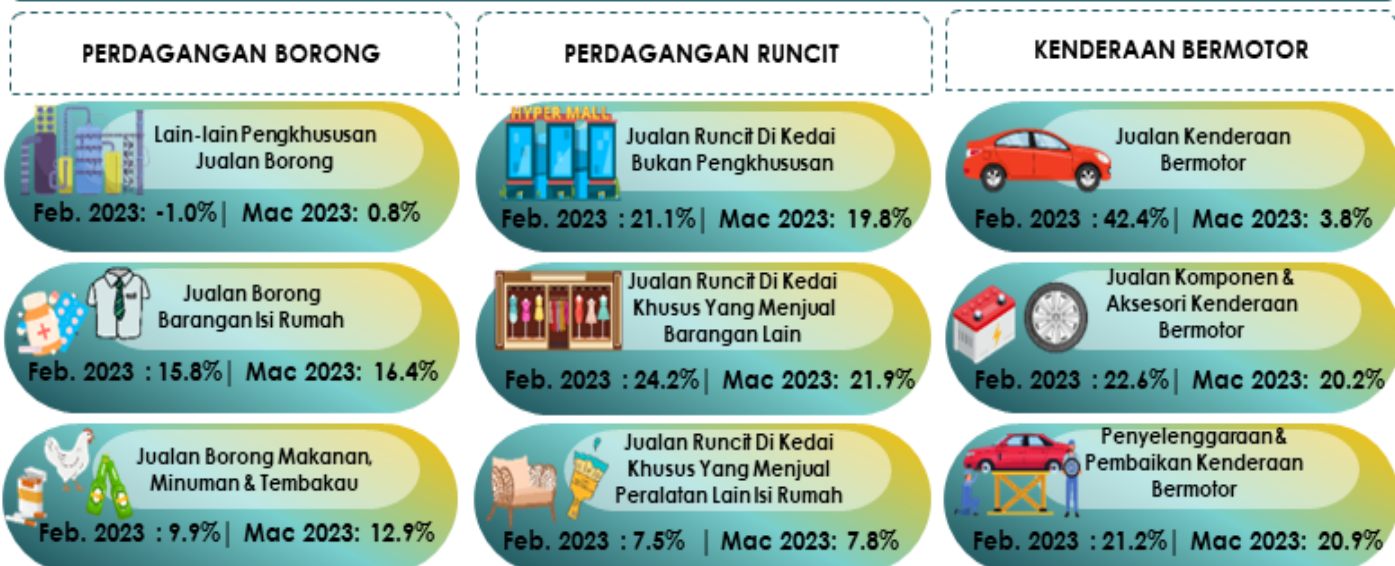 PERDAGANGAN BORONG
Lain-lain Pengkhususan
Jualan Borong
Feb. 2023: -1.0%| Mac 2023: 0.8%
Jualan Borong
Barangan Isi Rumah
Feb. 2023 : 15.8%| Mac 2023: 16.4%
Jualan Borong Makanan,
Minuman & Tembakau
Feb. 2023 : 9.9%| Mac 2023: 12.9%
PERDAGANGAN RUNCIT
HYPER MALL
Jualan Runcit Di Kedai
Bukan Pengkhususan
Feb. 2023 : 21.1%| Mac 2023: 19.8%
Jualan Runcit Di Kedai
Khusus Yang Menjual
Barangan Lain
Feb. 2023 : 24.2%| Mac 2023: 21.9%
Jualan Runcit Di Kedai
Khusus Yang Menjual
Peralatan Lain Isi Rumah
Feb. 2023 : 7.5% | Mac 2023: 7.8%
KENDERAAN BERMOTOR
Jualan Kenderaan
Bermotor
Feb. 2023 : 42.4%| Mac 2023: 3.8%
Jualan Komponen &
Aksesori Kenderaan
Bermotor
Feb. 2023 : 22.6%| Mac 2023: 20.2%
Penyelenggaraan &
Pembaikan Kenderaan
Bermotor
Feb. 2023 : 21.2%| Mac 2023: 20.9%